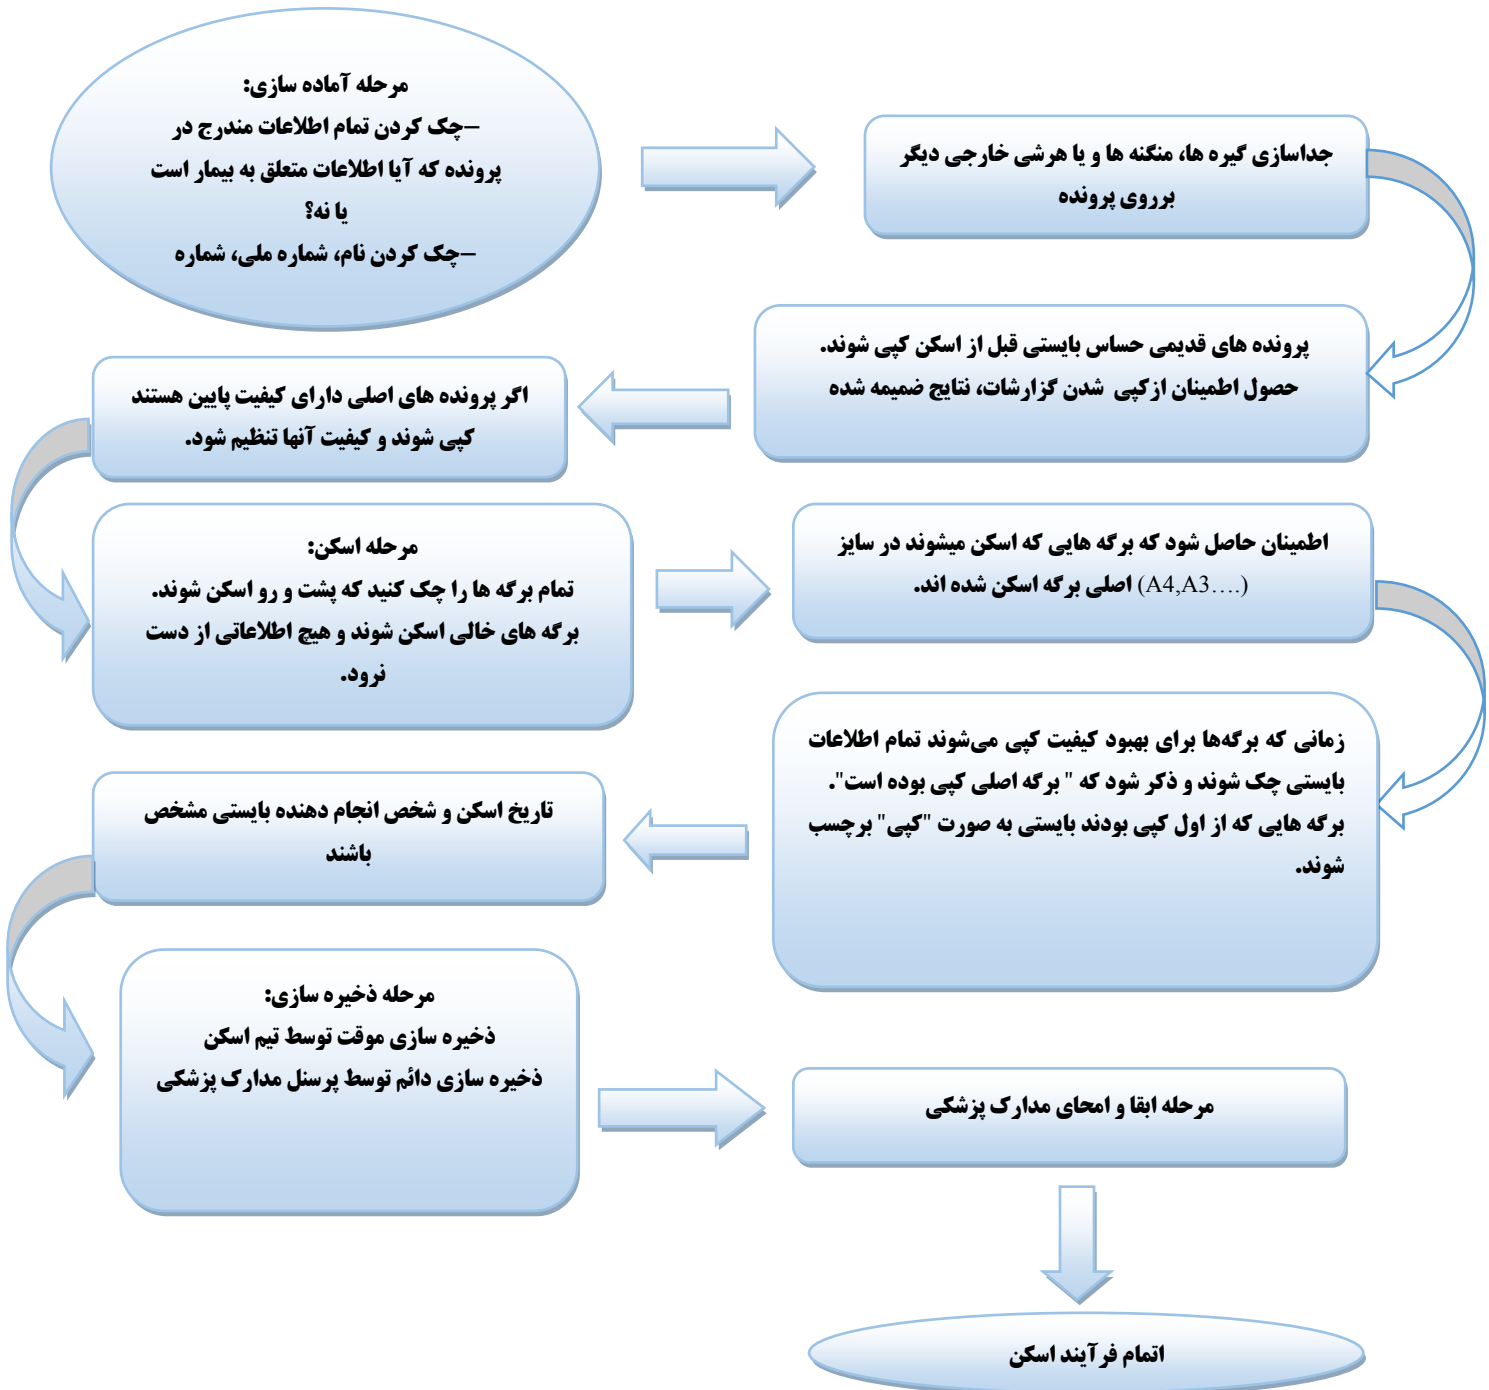 مرحله آماده سازی:
–چک کردن تمام اطلاعات مندرج در
پرونده که آیا اطلاعات متعلق به بیمار است
یا نه؟
–چک کردن نام، شماره ملی، شماره
جداسازی گیره ها، منگنه ها و یا هرشی خارجی دیگر
برروی پرونده
پرونده های قدیمی حساس بایستی قبل از اسکن کپی شوند.
حصول اطمینان ازکپی شدن گزارشات، نتایج ضمیمه شده
اگر پرونده های اصلی دارای کیفیت پایین هستند
کپی شوند و کیفیت آنها تنظیم شود.
مرحله اسکن:
تمام برگه ها را چک کنید که پشت و رو اسکن شوند.
برگه های خالی اسکن شوند و هیچ اطلاعاتی از دست
نرود.
اطمینان حاصل شود که برگه هایی که اسکن میشوند در سایز
(A4,A3….) اصلی برگه اسکن شده اند.
زمانی که برگه‌ها برای بهبود کیفیت کپی می‌شوند تمام اطلاعات
بایستی چک شوند و ذکر شود که " برگه اصلی کپی بوده است".
برگه هایی که از اول کپی بودند بایستی به صورت "کپی" برچسب
شوند.
تاریخ اسکن و شخص انجام دهنده بایستی مشخص
باشند
مرحله ذخیره سازی:
ذخیره سازی موقت توسط تیم اسکن
ذخیره سازی دائم توسط پرسنل مدارک پزشکی
مرحله ابقا و امحای مدارک پزشکی
اتمام فرآیند اسکن